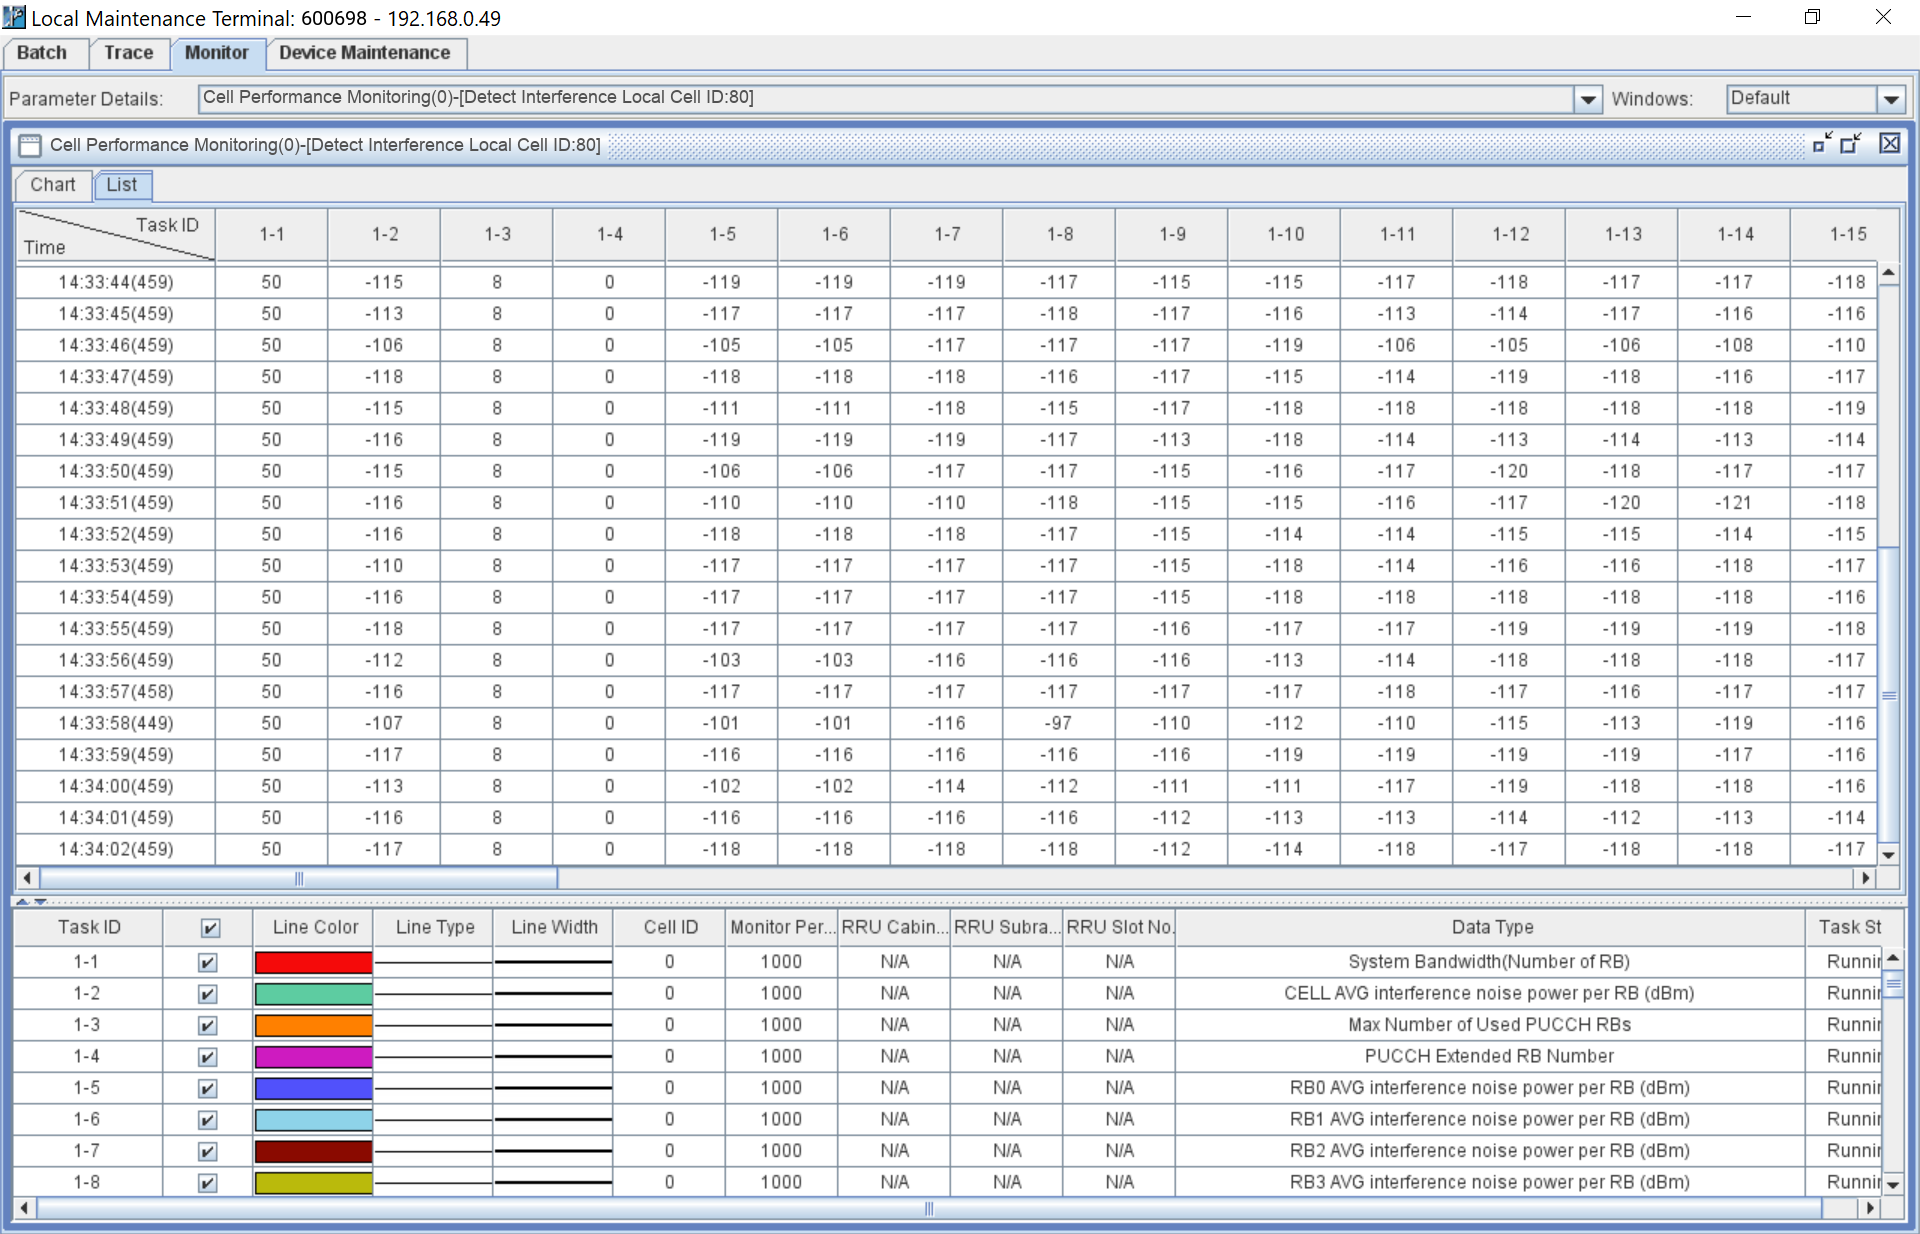 Local Maintenance Terminal: 600698 - 192.168.0.49
Batch Trace Monitor Device Maintenance
Parameter Details: Cell Performance Monitoring(0)-[Detect Interference Local Cell ID:80] Windows: Default
Cell Performance Monitoring(0)-[Detect Interference Local Cell ID:80]
Chart List
Task ID
Time 1-1 1-2 1-3 1-4 1-5 1-6 1-7 1-8 1-9 1-10 1-11 1-12 1-13 1-14 1-15
14:33:44(459) 50 -115 8 0 -119 -119 -119 -117 -115 -115 -117 -118 -117 -117 -118
14:33:45(459) 50 -113 8 0 -117 -117 -117 -118 -117 -116 -113 -114 -117 -116 -116
14:33:46(459) 50 -106 8 0 -105 -105 -117 -117 -117 -119 -106 -105 -106 -108 -110
14:33:47(459) 50 -118 8 0 -118 -118 -118 -116 -117 -115 -114 -119 -118 -116 -117
14:33:48(459) 50 -115 8 0 -111 -111 -118 -115 -117 -118 -118 -118 -118 -118 -119
14:33:49(459) 50 -116 8 0 -119 -119 -119 -117 -113 -118 -114 -113 -114 -113 -114
14:33:50(459) 50 -115 8 0 -106 -106 -117 -117 -115 -116 -117 -120 -118 -117 -117
14:33:51(459) 50 -116 8 0 -110 -110 -110 -118 -115 -115 -116 -117 -120 -121 -118
14:33:52(459) 50 -116 8 0 -118 -118 -118 -117 -115 -114 -114 -115 -115 -114 -115
14:33:53(459) 50 -110 8 0 -117 -117 -117 -117 -115 -118 -114 -116 -116 -118 -117
14:33:54(459) 50 -116 8 0 -117 -117 -117 -117 -115 -118 -118 -118 -118 -118 -116
14:33:55(459) 50 -118 8 0 -117 -117 -117 -117 -116 -117 -117 -119 -119 -119 -118
14:33:56(459) 50 -112 8 0 -103 -103 -116 -116 -116 -113 -114 -118 -118 -118 -117
14:33:57(458) 50 -116 8 0 -117 -117 -117 -117 -117 -117 -118 -117 -116 -117 -117
14:33:58(449) 50 -107 8 0 -101 -101 -116 -97 -110 -112 -110 -115 -113 -119 -116
14:33:59(459) 50 -117 8 0 -116 -116 -116 -116 -116 -119 -119 -119 -119 -117 -116
14:34:00(459) 50 -113 8 0 -102 -102 -114 -112 -111 -111 -117 -119 -118 -118 -116
14:34:01(459) 50 -116 8 0 -116 -116 -116 -116 -112 -113 -113 -114 -112 -113 -114
14:34:02(459) 50 -117 8 0 -118 -118 -118 -118 -112 -114 -118 -117 -118 -118 -117
Task ID Line Color Line Type Line Width Cell ID Monitor Per... RRU Cabin... RRU Subra... RRU Slot No. Data Type Task St
1-1 0 1000 N/A N/A N/A System Bandwidth(Number of RB) Runnin
1-2 0 1000 N/A N/A N/A CELL AVG interference noise power per RB (dBm) Runnin
1-3 0 1000 N/A N/A N/A Max Number of Used PUCCH RBs Runnin
1-4 0 1000 N/A N/A N/A PUCCH Extended RB Number Runnin
1-5 0 1000 N/A N/A N/A RB0 AVG interference noise power per RB (dBm) Runnin
1-6 0 1000 N/A N/A N/A RB1 AVG interference noise power per RB (dBm) Runnin
1-7 0 1000 N/A N/A N/A RB2 AVG interference noise power per RB (dBm) Runnin
1-8 0 1000 N/A N/A N/A RB3 AVG interference noise power per RB (dBm) Runnin